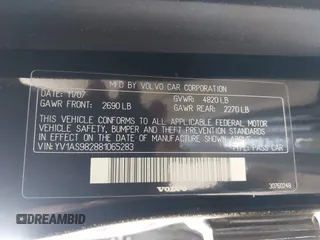 MFD BY VOLVO CAR CORPORATION
DATE: 11/07 GVWR: 4820 LB
GAWR FRONT: 2690 LB GAWR REAR: 2270 LB
THIS VEHICLE CONFORMS TO ALL APPLICABLE FEDERAL MOTOR
VEHICLE SAFETY, BUMPER AND THEFT PREVENTION STANDARDS
IN EFFECT ON THE DATE OF MANUFACTURE SHOWN ABOVE.
VIN: YV1AS982881065283 TYPE: PASS CAR
VOLVO
30760248
DREAMBID